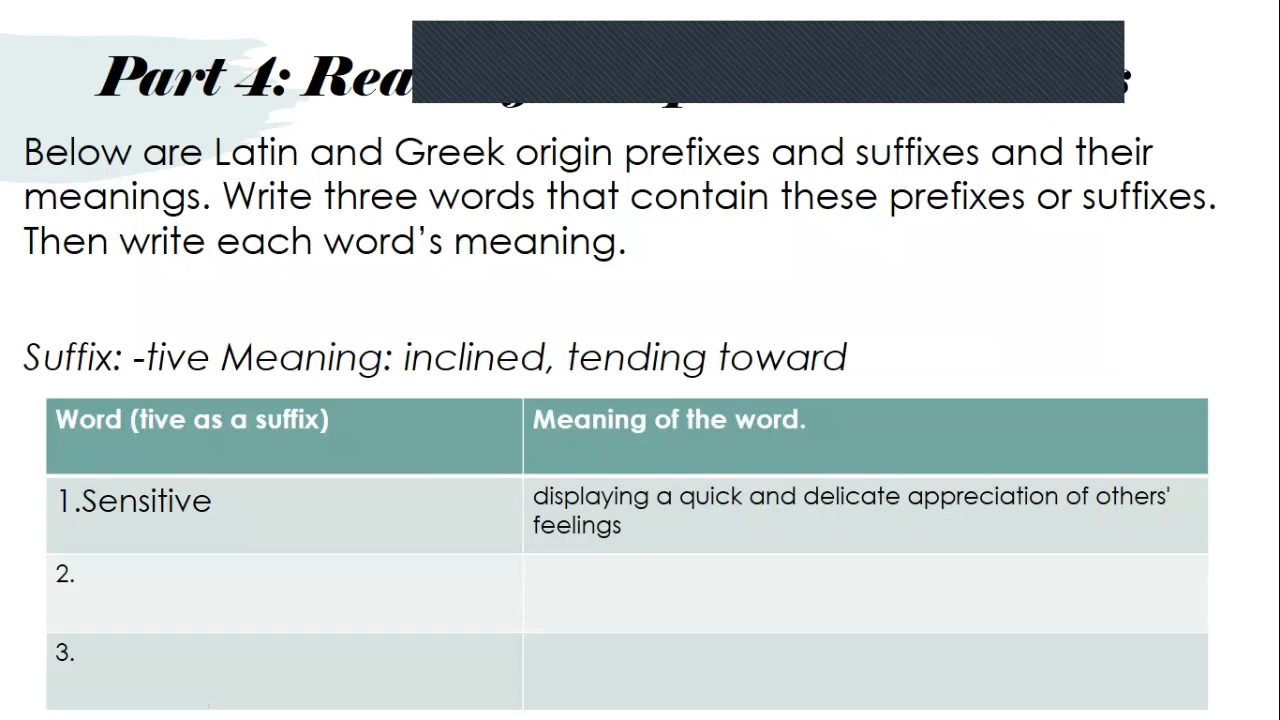 Part 4:
Below are Latin and Greek origin prefixes and suffixes and their
meanings. Write three words that contain these prefixes or suffixes.
Then write each word’s meaning.
Suffix: -tive Meaning: inclined, tending toward
Word (tive as a suffix)
Meaning of the word.
1.Sensitive
displaying a quick and delicate appreciation of others'
feelings
2.
3.